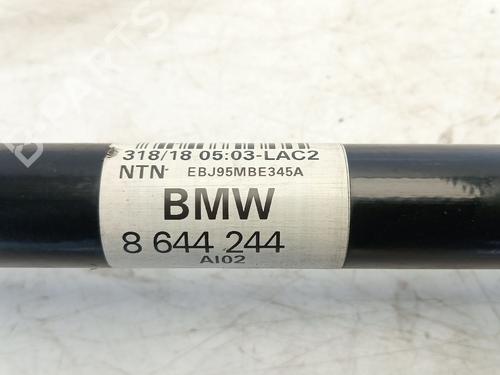 318/18 05:03-LAC2
NTN EBJ95MBE345A
BMW
8 644 244
AI02